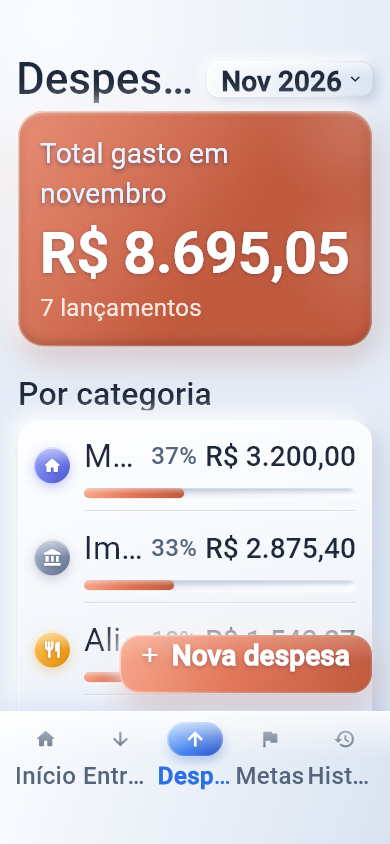 Despes...
Nov 2026
Total gasto em
novembro
R$ 8.695,05
7 lançamentos
Por categoria
M... 37% R$ 3.200,00
Im... 33% R$ 2.875,40
Ali
+ Nova despesa
Início Entr... Desp... Metas Hist...